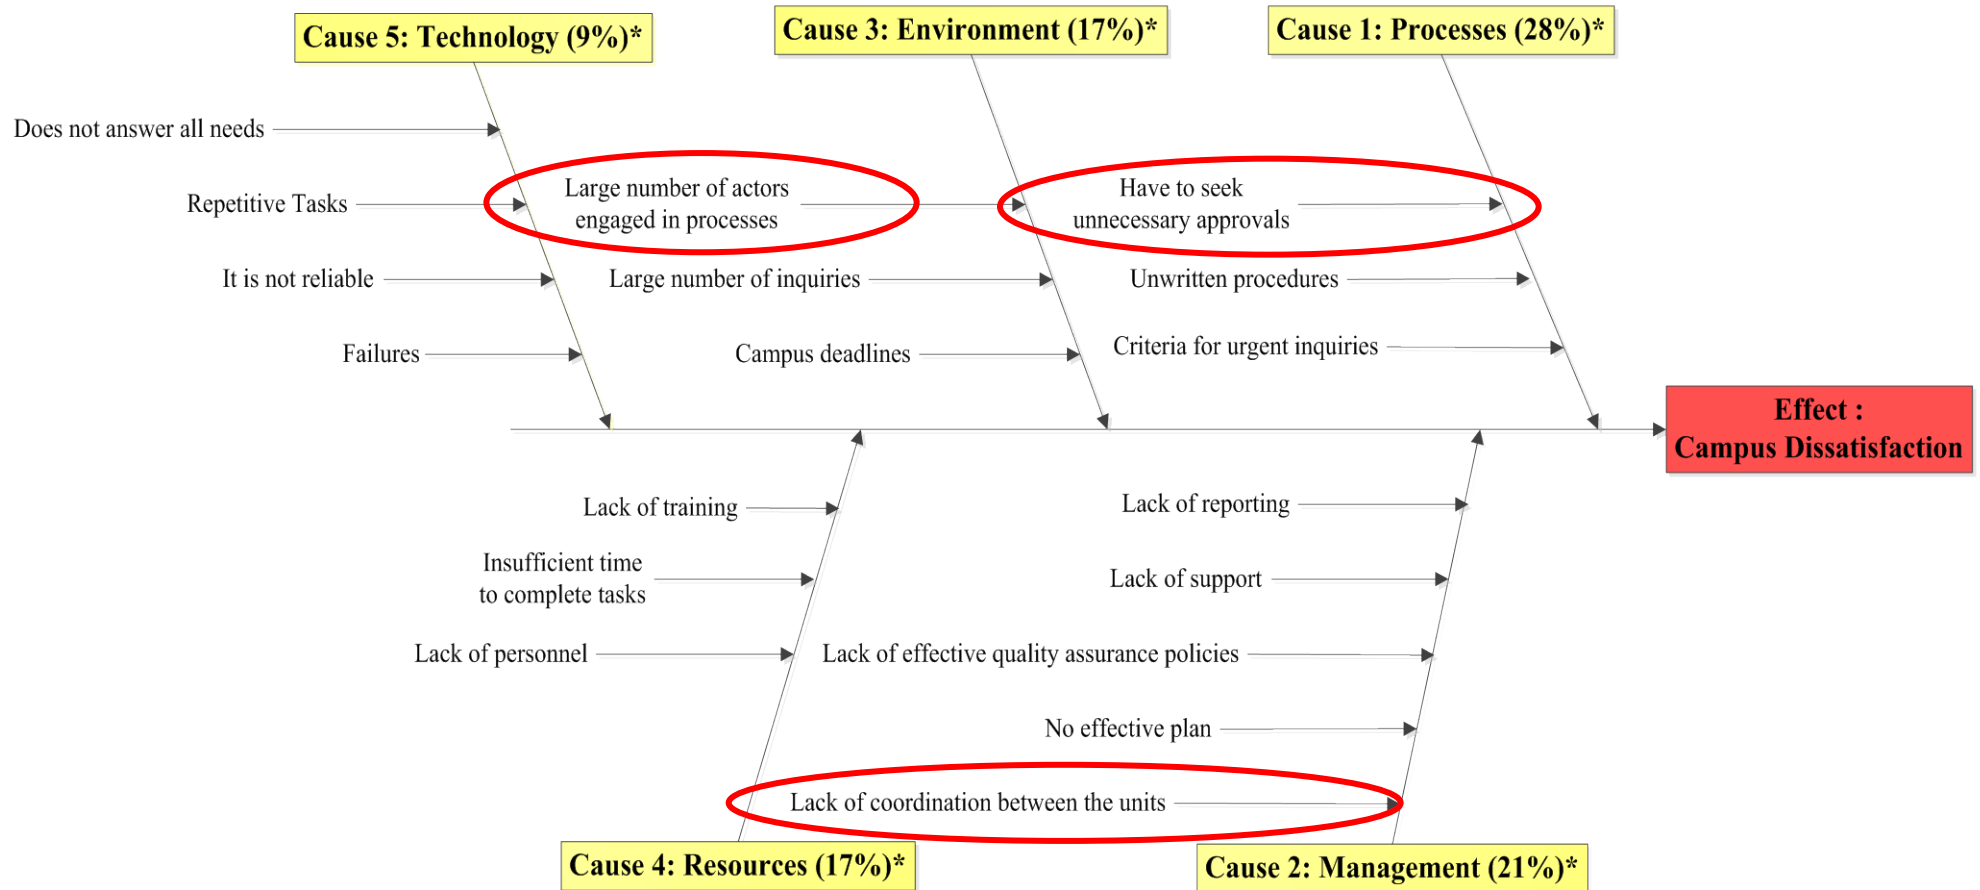 Cause 5: Technology (9%)*
Cause 3: Environment (17%)*
Cause 1: Processes (28%)*
Does not answer all needs
Repetitive Tasks
It is not reliable
Failures
Large number of actors
engaged in processes
Large number of inquiries
Campus deadlines
Have to seek
unnecessary approvals
Unwritten procedures
Criteria for urgent inquiries
Effect :
Campus Dissatisfaction
Lack of training
Insufficient time
to complete tasks
Lack of personnel
Lack of reporting
Lack of support
Lack of effective quality assurance policies
No effective plan
Lack of coordination between the units
Cause 4: Resources (17%)*
Cause 2: Management (21%)*